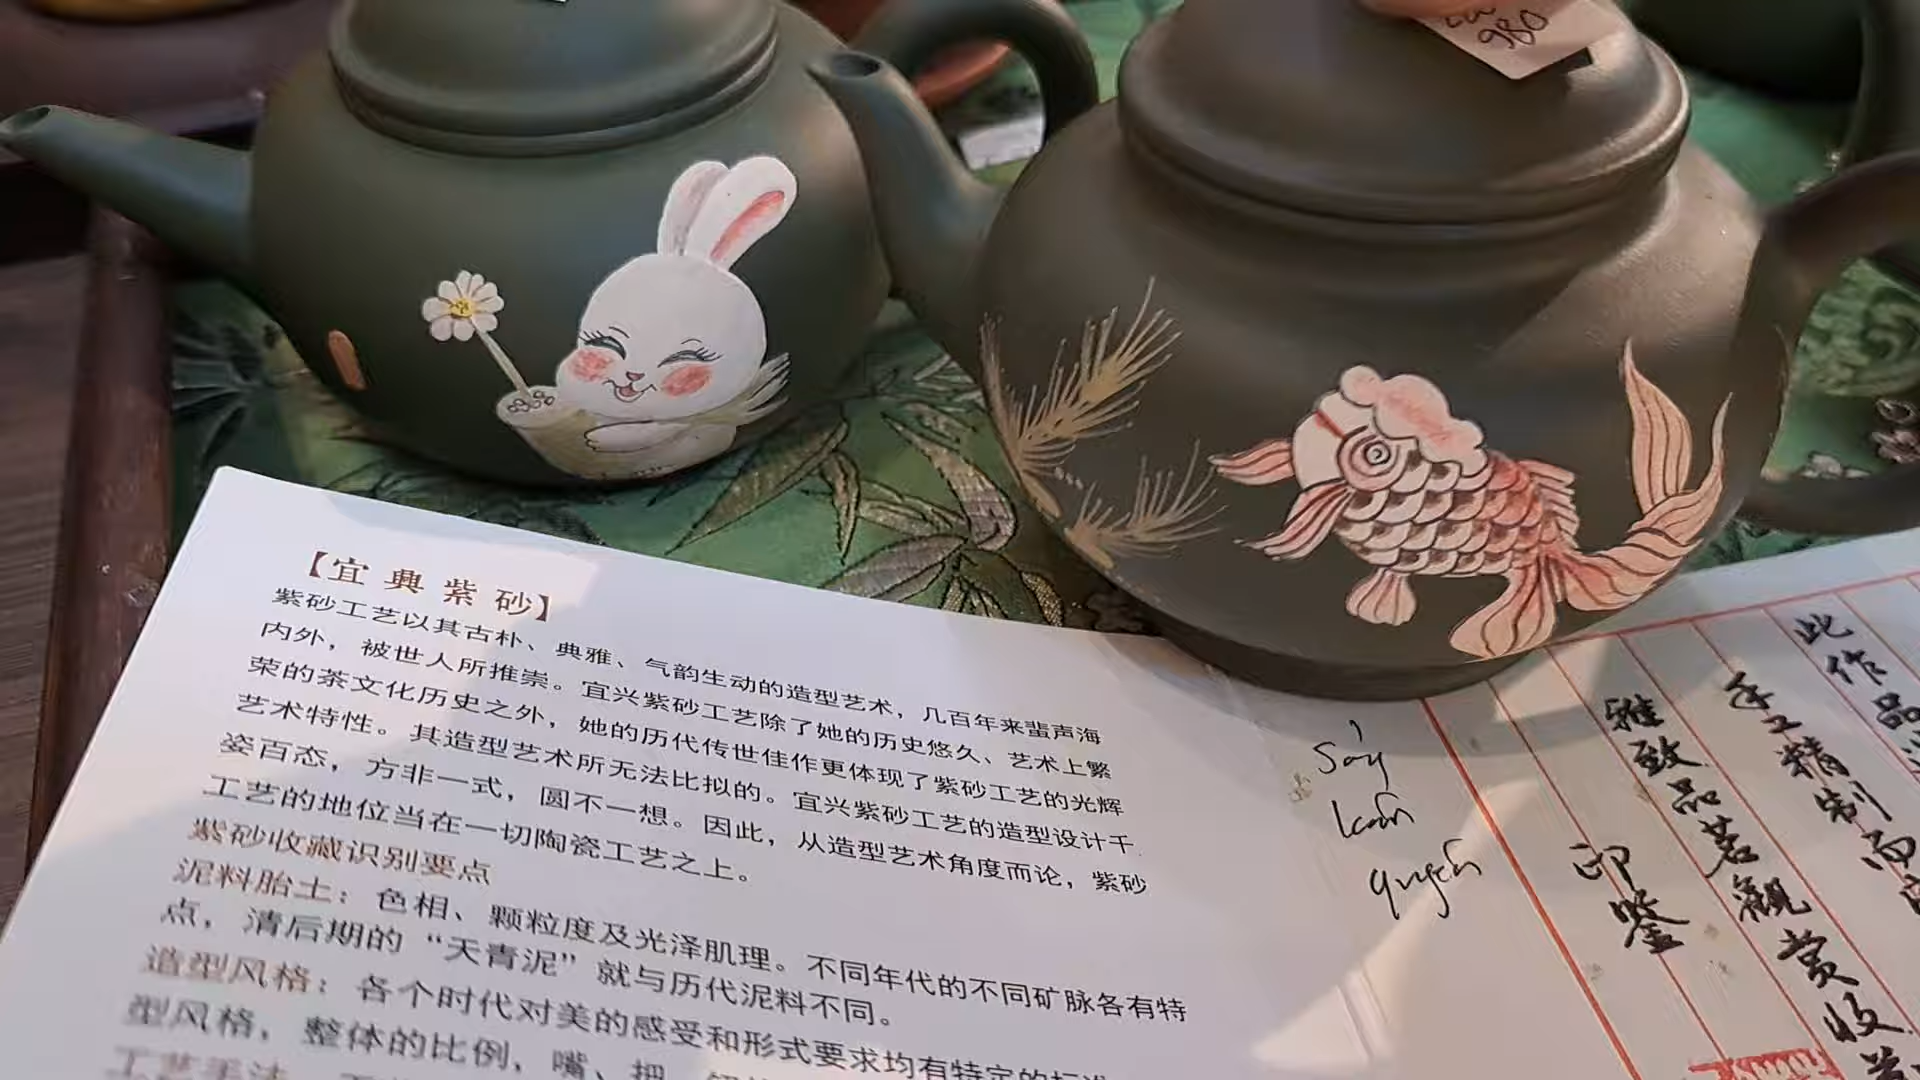 980
【宜典紫砂】
紫砂工艺以其古朴、典雅、气韵生动的造型艺术，几百年来蜚声海
内外，被世人所推崇。宜兴紫砂工艺除了她的历史悠久、艺术上繁
荣的茶文化历史之外，她的历代传世佳作更体现了紫砂工艺的光辉
艺术特性。其造型艺术所无法比拟的。宜兴紫砂工艺的造型设计千
姿百态，方非一式，圆不一想。因此，从造型艺术角度而论，紫砂
工艺的地位当在一切陶瓷工艺之上。
紫砂收藏识别要点
泥料胎土：色相、颗粒度及光泽肌理。不同年代的不同矿脉各有特
点，清后期的“天青泥”就与历代泥料不同。
造型风格：各个时代对美的感受和形式要求均有特定的标准
型风格，整体的比例，嘴、把
工艺手法
此作品
手工精制而
雅致品茗觀赏收
印鉴